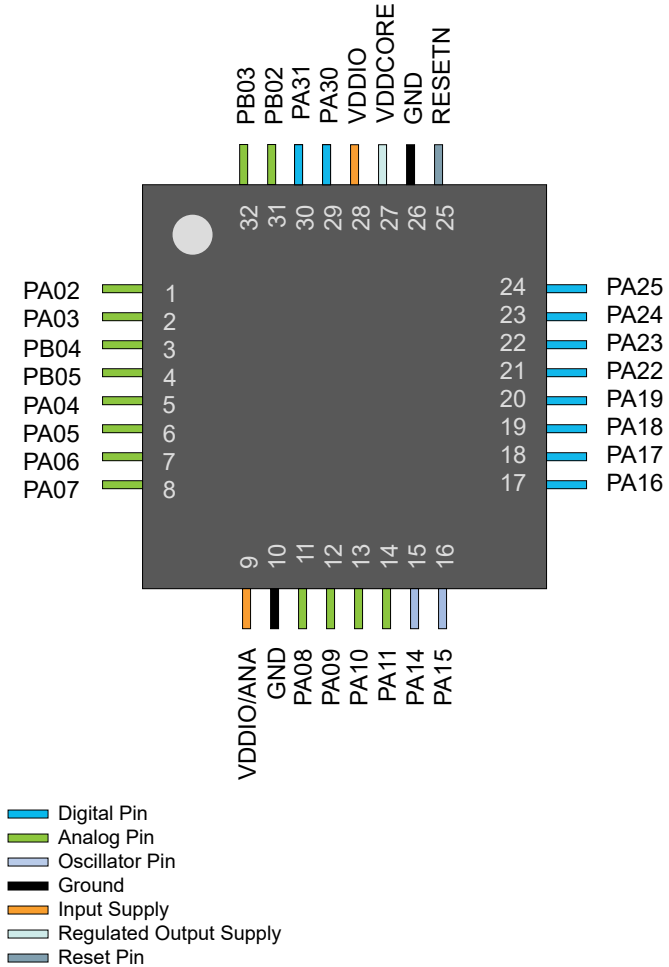 PB03
PB02
PA31
PA30
VDDIO
VDDCORE
GND
RESETN
32
31
30
29
28
27
26
25
PA02 1
PA03 2
PB04 3
PB05 4
PA04 5
PA05 6
PA06 7
PA07 8
24 PA25
23 PA24
22 PA23
21 PA22
20 PA19
19 PA18
18 PA17
17 PA16
9
10
11
12
13
14
15
16
VDDIO/ANA
GND
PA08
PA09
PA10
PA11
PA14
PA15
Digital Pin
Analog Pin
Oscillator Pin
Ground
Input Supply
Regulated Output Supply
Reset Pin